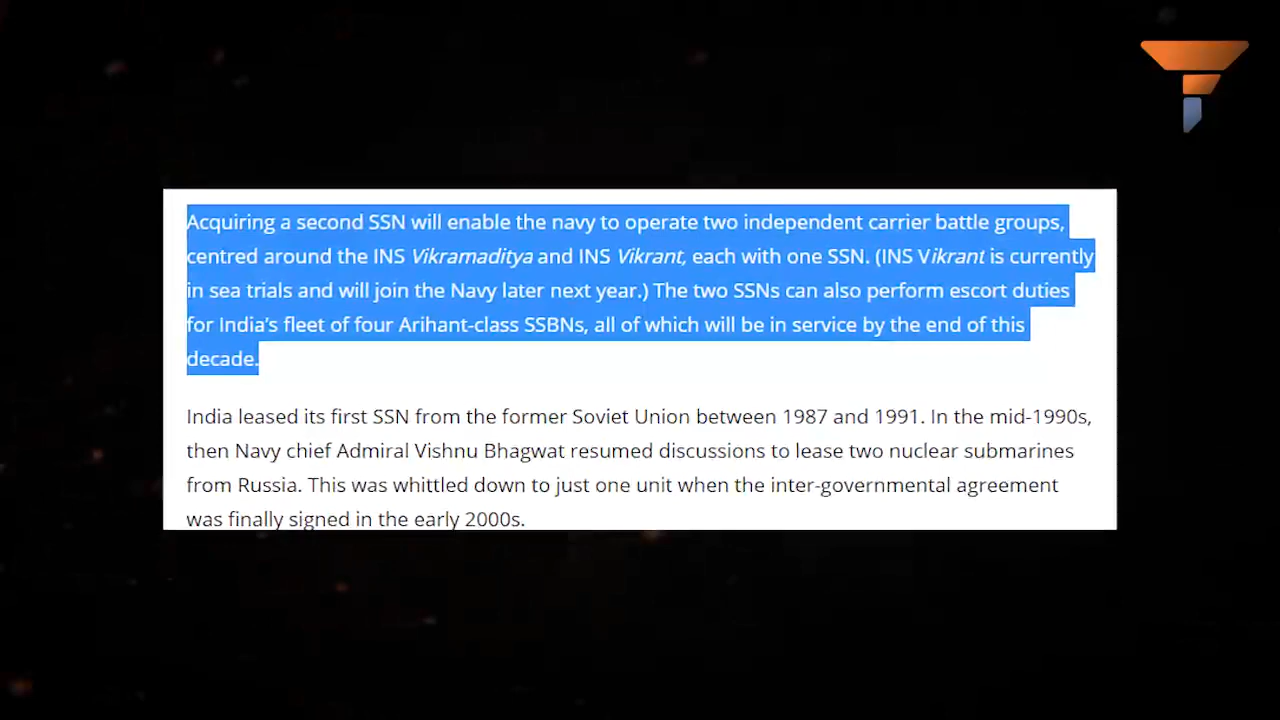 Acquiring a second SSN will enable the navy to operate two independent carrier battle groups,
centred around the INS Vikramaditya and INS Vikrant, each with one SSN. (INS Vikrant is currently
in sea trials and will join the Navy later next year.) The two SSNs can also perform escort duties
for India's fleet of four Arihant-class SSBNs, all of which will be in service by the end of this
decade.
India leased its first SSN from the former Soviet Union between 1987 and 1991. In the mid-1990s,
then Navy chief Admiral Vishnu Bhagwat resumed discussions to lease two nuclear submarines
from Russia. This was whittled down to just one unit when the inter-governmental agreement
was finally signed in the early 2000s.